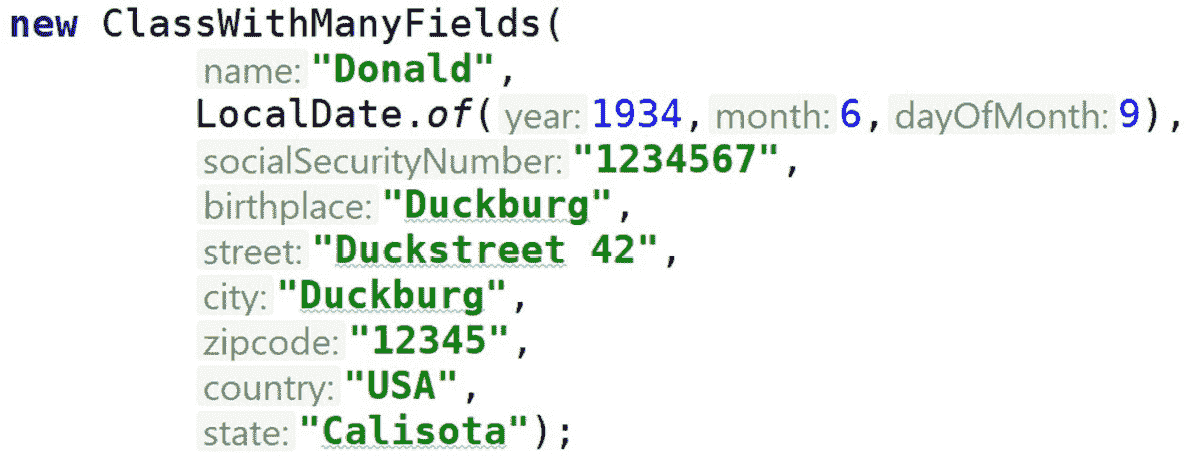 new ClassWithManyFields(
name: "Donald",
LocalDate.of( year: 1934, month: 6, dayOfMonth: 9),
socialSecurityNumber: "1234567",
birthplace: "Duckburg",
street: "Duckstreet 42",
city: "Duckburg",
zipcode: "12345",
country: "USA",
state: "Calisota");